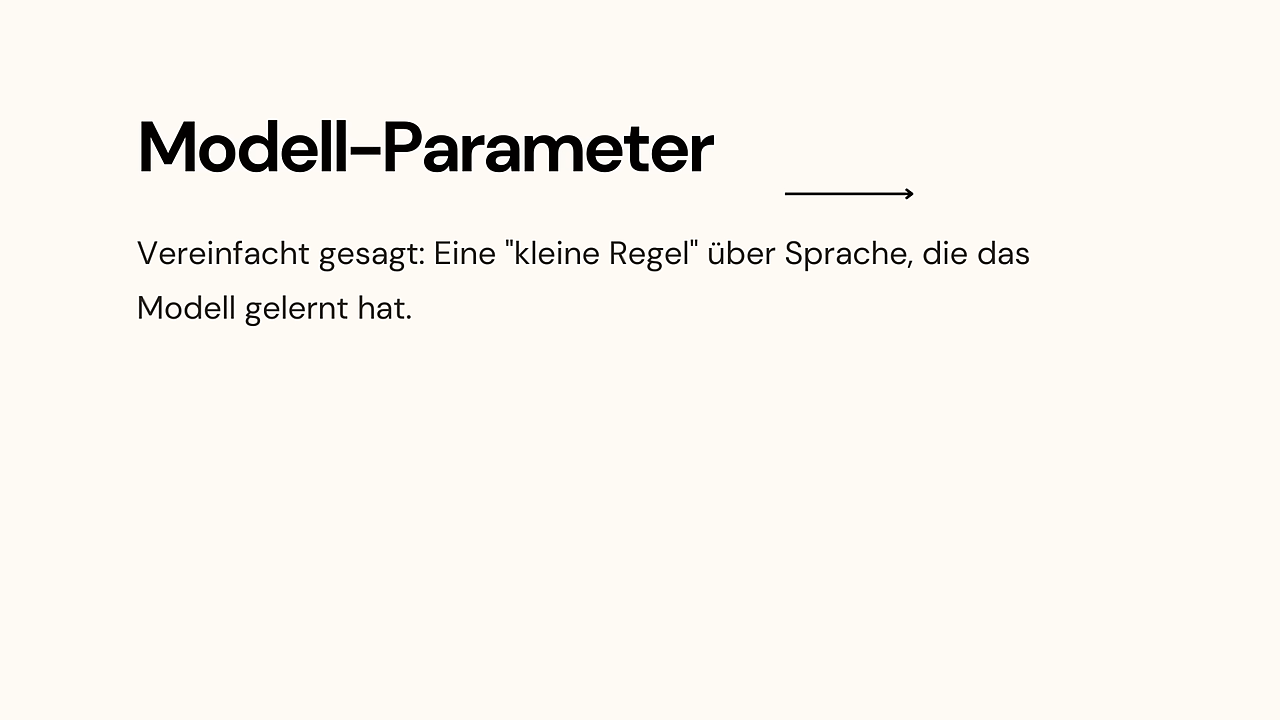 Modell-Parameter
Vereinfacht gesagt: Eine "kleine Regel" über Sprache, die das
Modell gelernt hat.